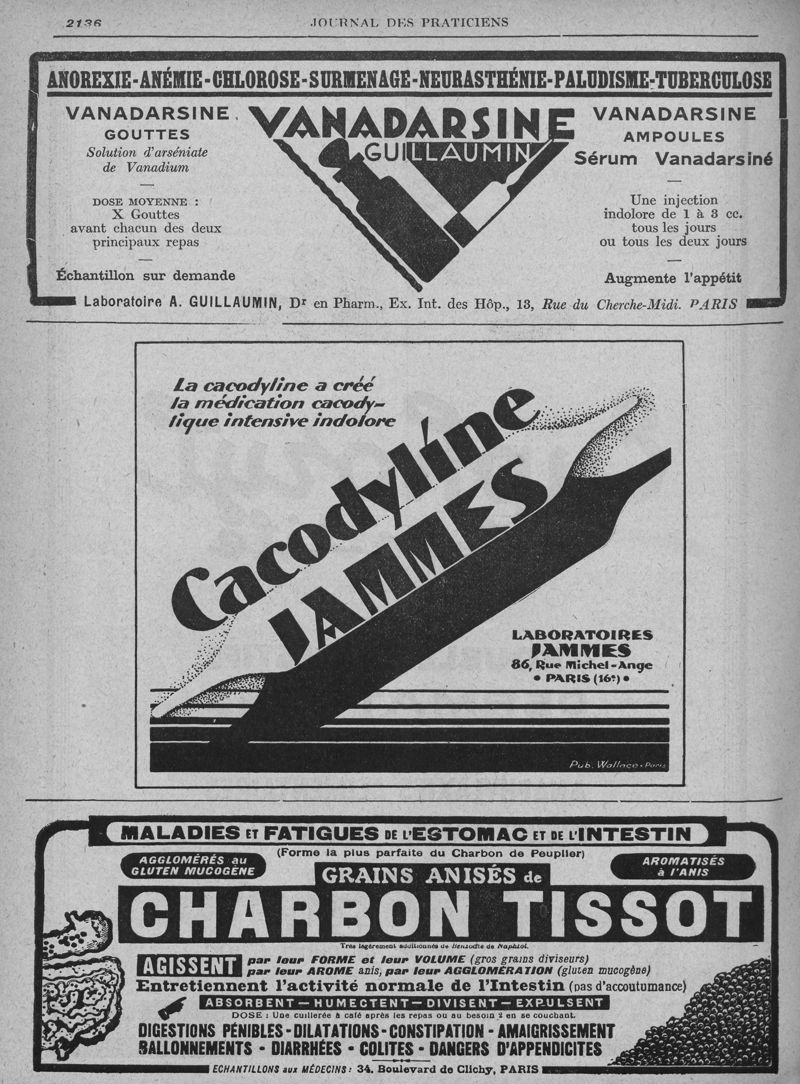 2136
JOURNAL DES PRATICIENS
ANOREXIE-ANÉMIE-CHLOROSE-SURMENAGE-NEURASTHÉNIE-PALUDISME-TUBERCULOSE
VANADARSINE
GOUTTES
Solution d'arséniate
de Vanadium
DOSE MOYENNE :
X Gouttes
avant chacun des deux
principaux repas
Échantillon sur demande
VANADARSINE
GUILLAUMIN
VANADARSINE
AMPOULES
Sérum Vanadarsiné
Une injection
indolore de 1 à 3 cc.
tous les jours
ou tous les deux jours
Augmente l'appétit
Laboratoire A. GUILLAUMIN, Dr en Pharm., Ex. Int. des Hôp., 13, Rue du Cherche-Midi. PARIS
La cacodyline a créé
la médication cacody-
lique intensive indolore
Cacodyline
JAMMES
LABORATOIRES
JAMMES
86, Rue Michel-Ange
• PARIS (16e) •
Pub. Wallace - Paris
MALADIES ET FATIGUES DE L'ESTOMAC ET DE L'INTESTIN
(Forme la plus parfaite du Charbon de Peuplier)
AGGLOMÉRÉS au
GLUTEN MUCOGÈNE
GRAINS ANISÉS de
AROMATISÉS
à l'ANIS
CHARBON TISSOT
Très légèrement additionnés de Benzoate de Naphtol.
AGISSENT
par leur FORME et leur VOLUME (gros grains diviseurs)
par leur AROME anis, par leur AGGLOMÉRATION (gluten mucogène)
Entretiennent l'activité normale de l'Intestin (pas d'accoutumance)
ABSORBENT — HUMECTENT — DIVISENT — EXPULSENT
DOSE : Une cuillerée à café après les repas ou au besoin 2 en se couchant.
DIGESTIONS PÉNIBLES - DILATATIONS - CONSTIPATION - AMAIGRISSEMENT
BALLONNEMENTS - DIARRHÉES - COLITES - DANGERS D'APPENDICITES
ECHANTILLONS aux MÉDECINS : 34, Boulevard de Clichy, PARIS